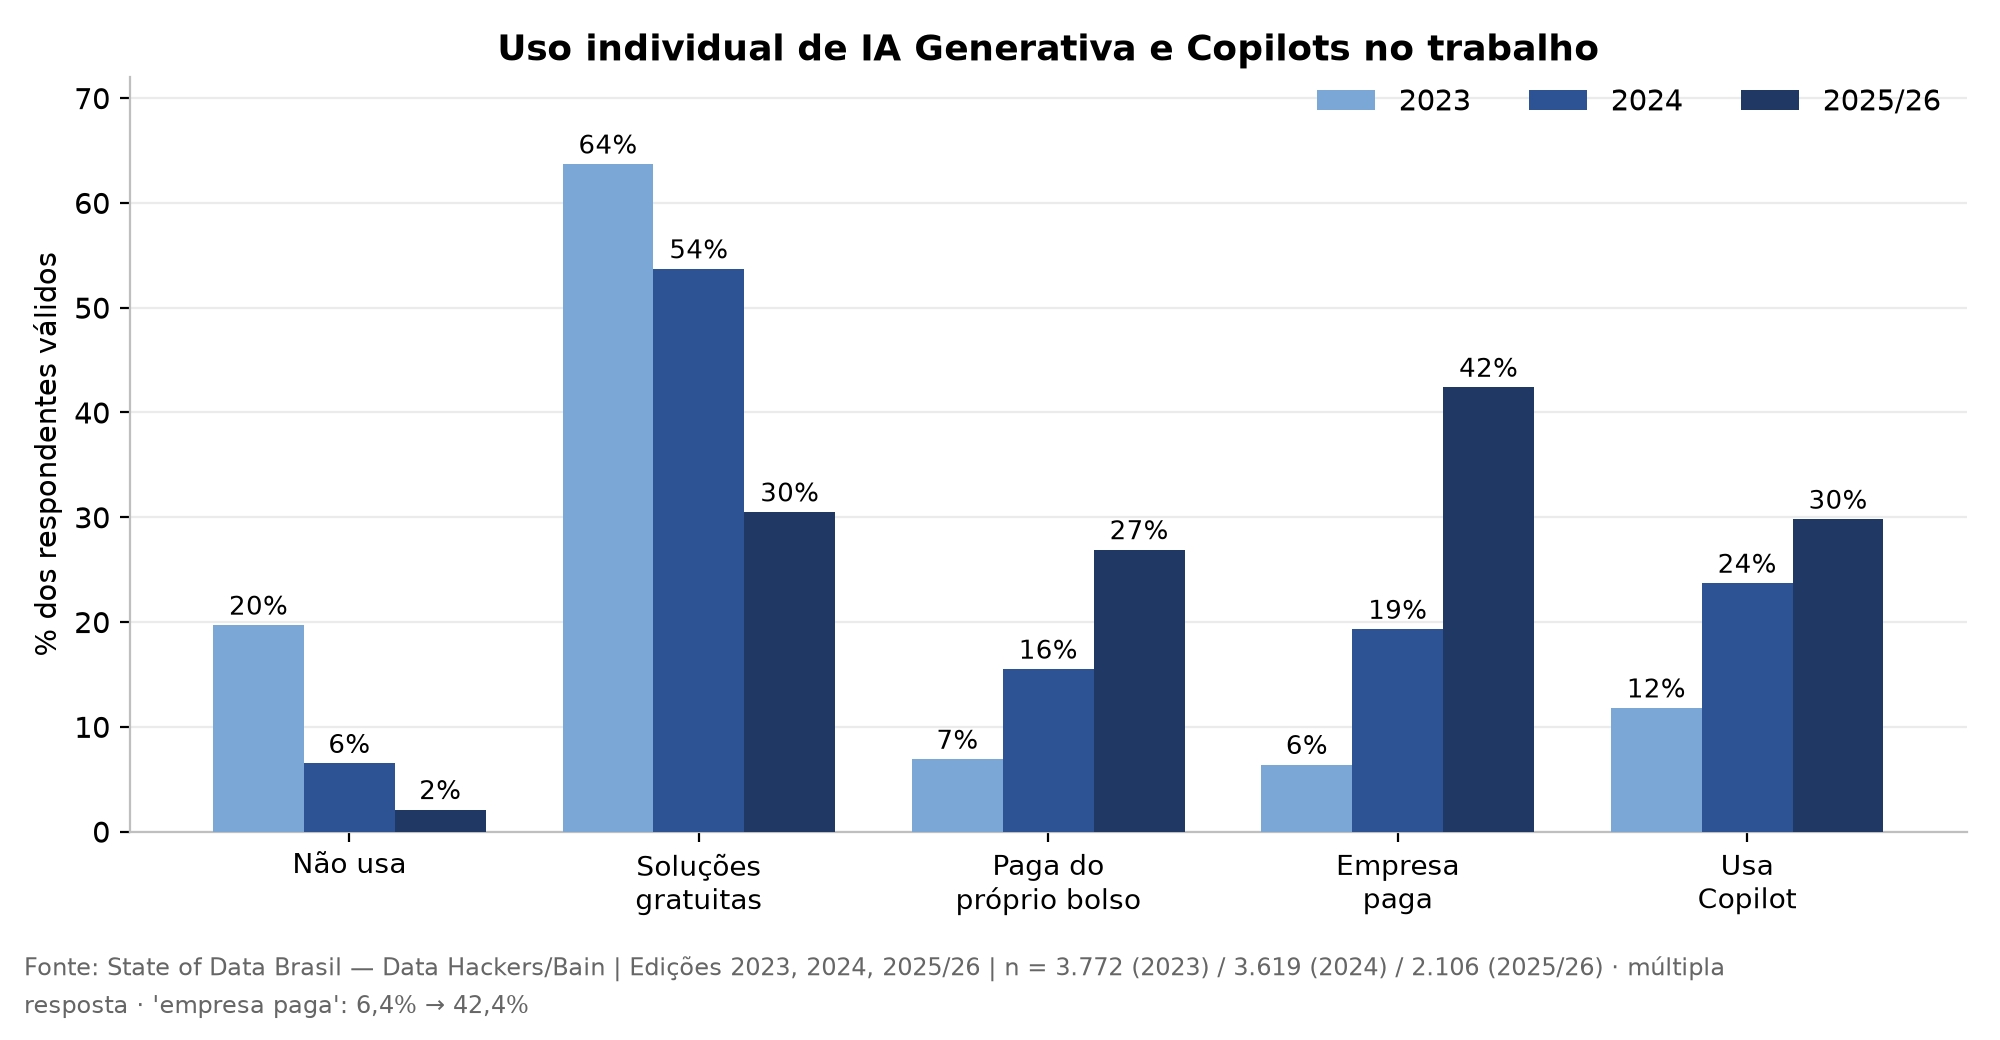 Uso individual de IA Generativa e Copilots no trabalho
2023
2024
2025/26
% dos respondentes válidos
70
60
50
40
30
20
10
0
20%
6%
2%
64%
54%
30%
7%
16%
27%
6%
19%
42%
12%
24%
30%
Não usa
Soluções
gratuitas
Paga do
próprio bolso
Empresa
paga
Usa
Copilot
Fonte: State of Data Brasil — Data Hackers/Bain | Edições 2023, 2024, 2025/26 | n = 3.772 (2023) / 3.619 (2024) / 2.106 (2025/26) · múltipla
resposta · 'empresa paga': 6,4% → 42,4%